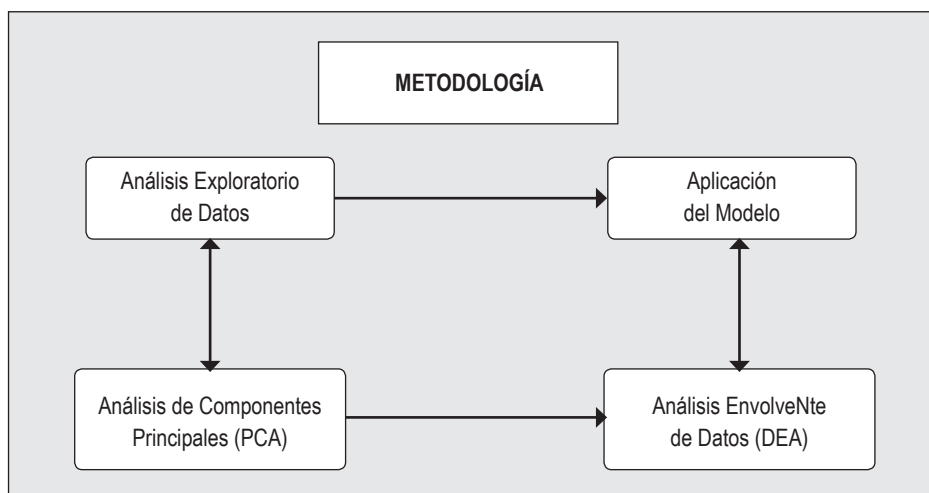 METODOLOGÍA
Análisis Exploratorio
de Datos
Aplicación
del Modelo
Análisis de Componentes
Principales (PCA)
Análisis EnvolveNte
de Datos (DEA)